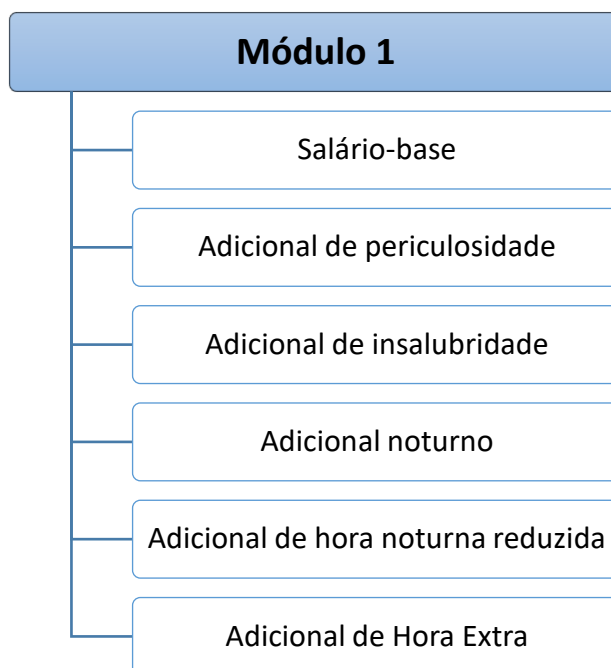 Módulo 1
Salário-base
Adicional de periculosidade
Adicional de insalubridade
Adicional noturno
Adicional de hora noturna reduzida
Adicional de Hora Extra